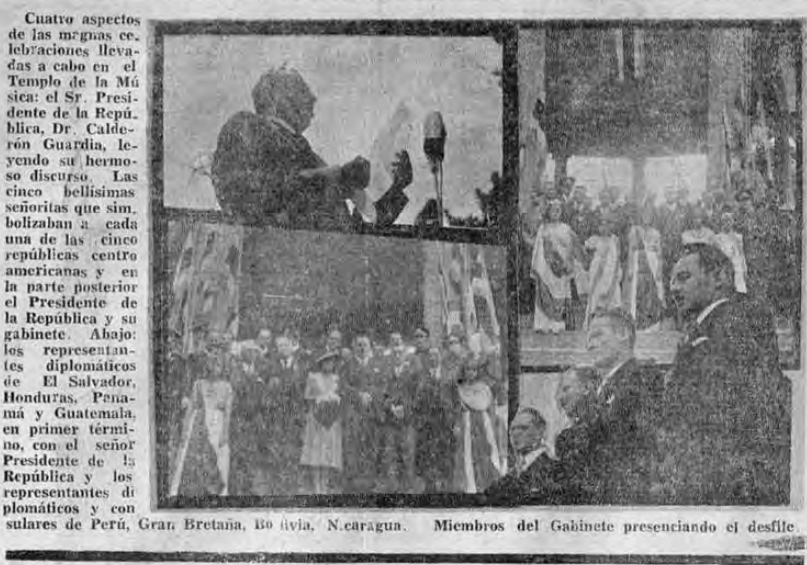 Cuatro aspectos
de las magnas ce-
lebraciones lleva-
das a cabo en el
Templo de la Mú
sica: el Sr. Presi-
dente de la Repú-
blica, Dr. Calde-
rón Guardia, le-
yendo su hermo-
so discurso. Las
cinco bellísimas
señoritas que sim-
bolizaban a cada
una de las cinco
repúblicas centro
americanas y en
la parte posterior
el Presidente de
la República y su
gabinete. Abajo:
los representan-
tes diplomáticos
de El Salvador,
Honduras, Pana-
má y Guatemala,
en primer térmi-
no, con el señor
Presidente de la
República y los
representantes di
plomáticos y con
sulares de Perú, Gran Bretaña, Bolivia, Nicaragua. Miembros del Gabinete presenciando el desfile.